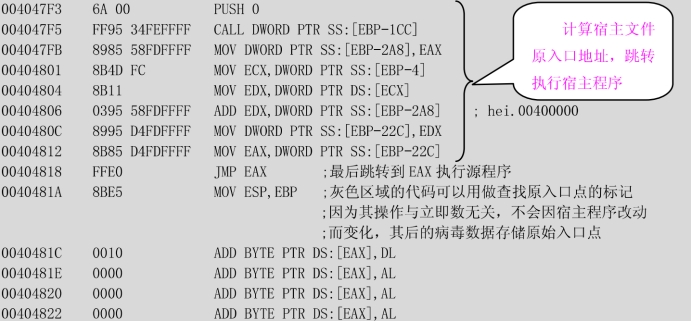 004047F3 6A 00 PUSH 0
004047F5 FF95 34FEFFFF CALL DWORD PTR SS:[EBP-1CC]
004047FB 8985 58FDFFFF MOV DWORD PTR SS:[EBP-2A8],EAX
00404801 8B4D FC MOV ECX,DWORD PTR SS:[EBP-4]
00404804 8B11 MOV EDX,DWORD PTR DS:[ECX]
00404806 0395 58FDFFFF ADD EDX,DWORD PTR SS:[EBP-2A8] ; hei.00400000
0040480C 8995 D4FDFFFF MOV DWORD PTR SS:[EBP-22C],EDX
00404812 8B85 D4FDFFFF MOV EAX,DWORD PTR SS:[EBP-22C]
计算宿主文件
原入口地址，跳转
执行宿主程序
00404818 FFE0 JMP EAX ;最后跳转到 EAX 执行源程序
0040481A 8BE5 MOV ESP,EBP ;灰色区域的代码可以用做查找原入口点的标记
;因为其操作与立即数无关，不会因宿主程序改动
;而变化，其后的病毒数据存储原始入口点
0040481C 0010 ADD BYTE PTR DS:[EAX],DL
0040481E 0000 ADD BYTE PTR DS:[EAX],AL
00404820 0000 ADD BYTE PTR DS:[EAX],AL
00404822 0000 ADD BYTE PTR DS:[EAX],AL